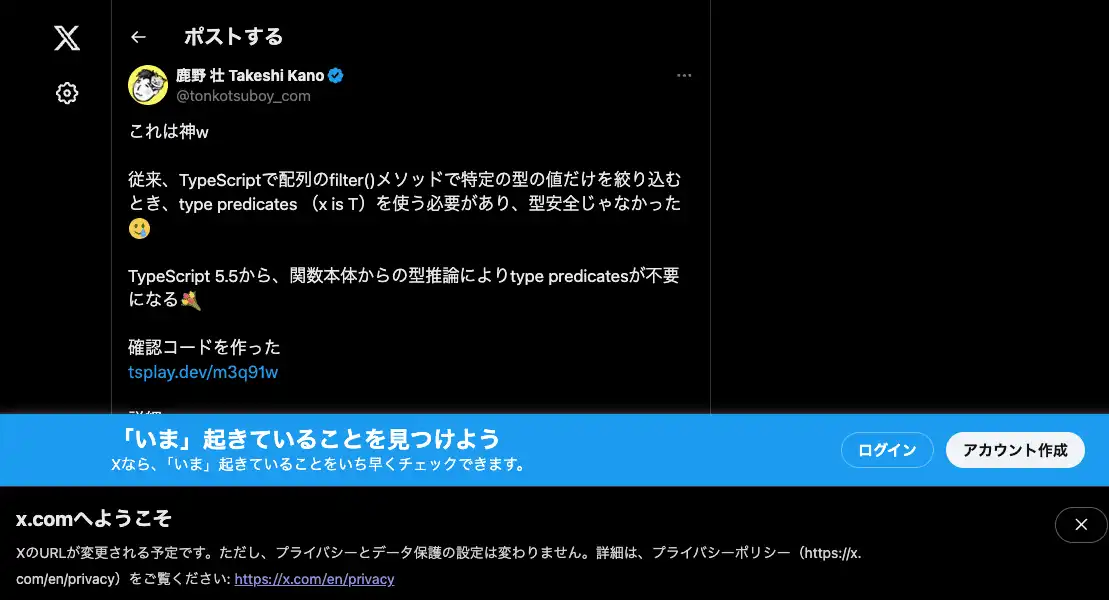 ポストする
鹿野 壮 Takeshi Kano
@tonkotsuboy_com
これは神w
従来、TypeScriptで配列のfilter()メソッドで特定の型の値だけを絞り込む
とき、type predicates （x is T）を使う必要があり、型安全じゃなかった
🥲
TypeScript 5.5から、関数本体からの型推論によりtype predicatesが不要
になる🎉
確認コードを作った
tsplay.dev/m3q91w
「いま」起きていることを見つけよう
Xなら、「いま」起きていることをいち早くチェックできます。
ログイン
アカウント作成
x.comへようこそ
XのURLが変更される予定です。ただし、プライバシーとデータ保護の設定は変わりません。詳細は、プライバシーポリシー（https://x.
com/en/privacy）をご覧ください: https://x.com/en/privacy